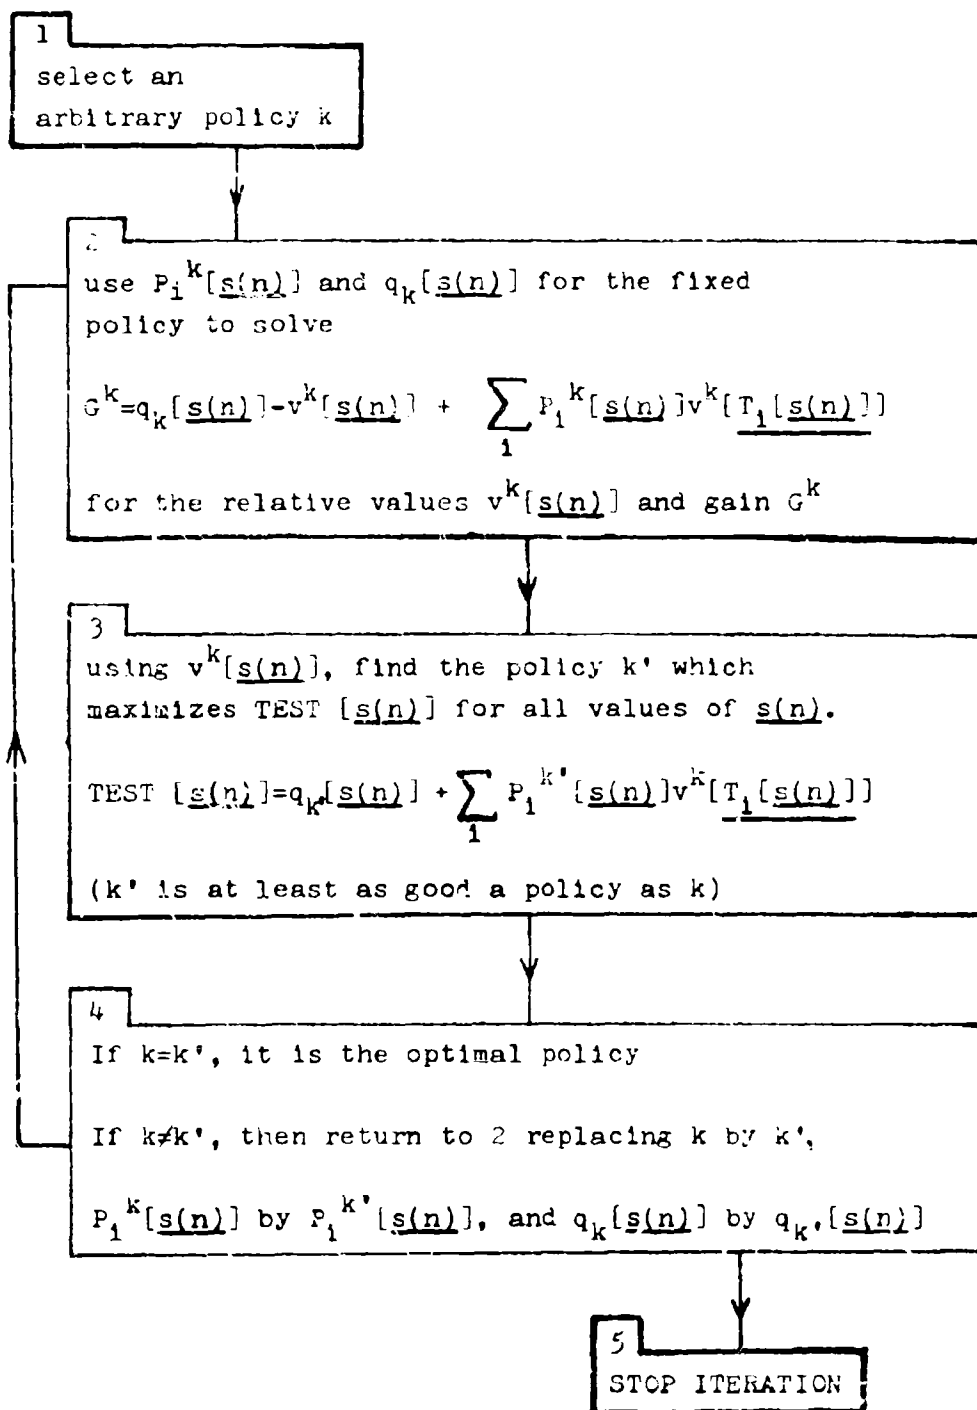 1
select an
arbitrary policy k
2
use P_i^k[s(n)] and q_k[s(n)] for the fixed
policy to solve
G^k=q_k[s(n)]-v^k[s(n)] + ∑_i P_i^k[s(n)]v^k[T_i[s(n)]]
for the relative values v^k[s(n)] and gain G^k
3
using v^k[s(n)], find the policy k' which
maximizes TEST [s(n)] for all values of s(n).
TEST [s(n)]=q_k'[s(n)] + ∑_i P_i^k'[s(n)]v^k[T_i[s(n)]]
(k' is at least as good a policy as k)
4
If k=k', it is the optimal policy
If k≠k', then return to 2 replacing k by k',
P_i^k[s(n)] by P_i^k'[s(n)], and q_k[s(n)] by q_k'[s(n)]
5
STOP ITERATION